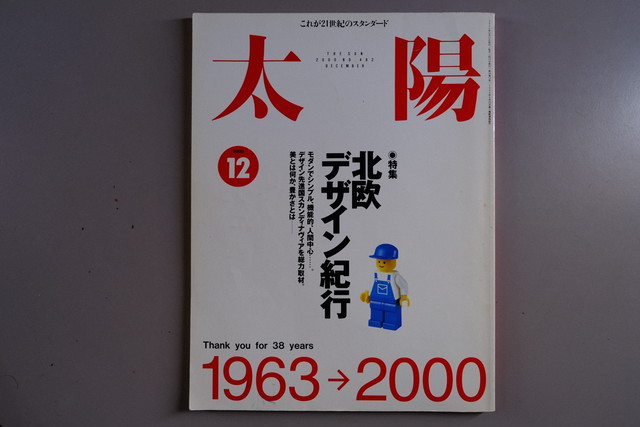 これが21世紀のスタンダード
太陽
THE SUN
2000 NO.482
DECEMBER
2000
12
特集
北欧
デザイン紀行
モダンでシンプル、機能的、人間中心……。
デザイン先進国スカンディナヴィアを総力取材。
美とは何か、豊かさとは──
Thank you for 38 years
1963→2000